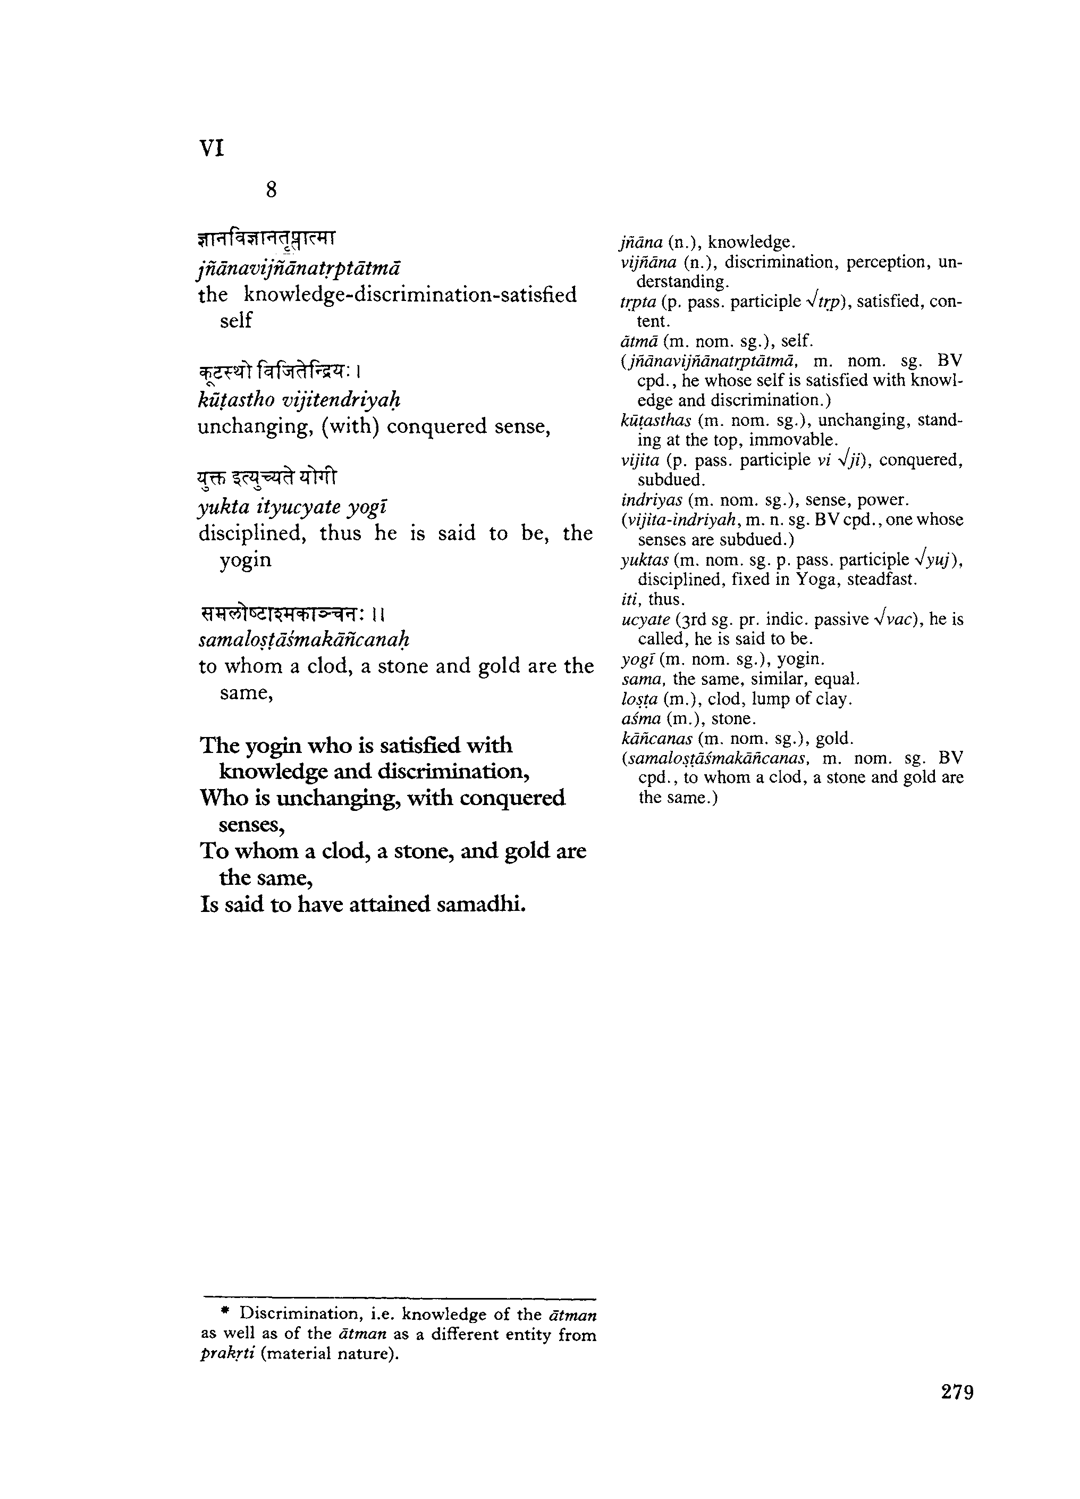 VI
8
ज्ञानविज्ञानतृप्तात्मा
jñānavijñānatṛptātmā
the knowledge-discrimination-satisfied
self
कूटस्थो विजितेन्द्रियः ।
kūṭastho vijitendriyaḥ
unchanging, (with) conquered sense,
युक्त इत्युच्यते योगी
yukta ityucyate yogī
disciplined, thus he is said to be, the
yogin
समलोष्टाश्मकाञ्चनः ।।
samaloṣṭāśmakāñcanaḥ
to whom a clod, a stone and gold are the
same,
The yogin who is satisfied with
knowledge and discrimination,
Who is unchanging, with conquered
senses,
To whom a clod, a stone, and gold are
the same,
Is said to have attained samadhi.
jñāna (n.), knowledge.
vijñāna (n.), discrimination, perception, un-
derstanding.
tṛpta (p. pass. participle √tṛp), satisfied, con-
tent.
ātmā (m. nom. sg.), self.
(jñānavijñānatṛptātmā, m. nom. sg. BV
cpd., he whose self is satisfied with knowl-
edge and discrimination.)
kūṭasthas (m. nom. sg.), unchanging, stand-
ing at the top, immovable.
vijita (p. pass. participle vi √ji), conquered,
subdued.
indriyas (m. nom. sg.), sense, power.
(vijita-indriyah, m. n. sg. BV cpd., one whose
senses are subdued.)
yuktas (m. nom. sg. p. pass. participle √yuj),
disciplined, fixed in Yoga, steadfast.
iti, thus.
ucyate (3rd sg. pr. indic. passive √vac), he is
called, he is said to be.
yogī (m. nom. sg.), yogin.
sama, the same, similar, equal.
loṣṭa (m.), clod, lump of clay.
aśma (m.), stone.
kāñcanas (m. nom. sg.), gold.
(samaloṣṭāśmakāñcanas, m. nom. sg. BV
cpd., to whom a clod, a stone and gold are
the same.)
* Discrimination, i.e. knowledge of the ātman
as well as of the ātman as a different entity from
prakṛti (material nature).
279